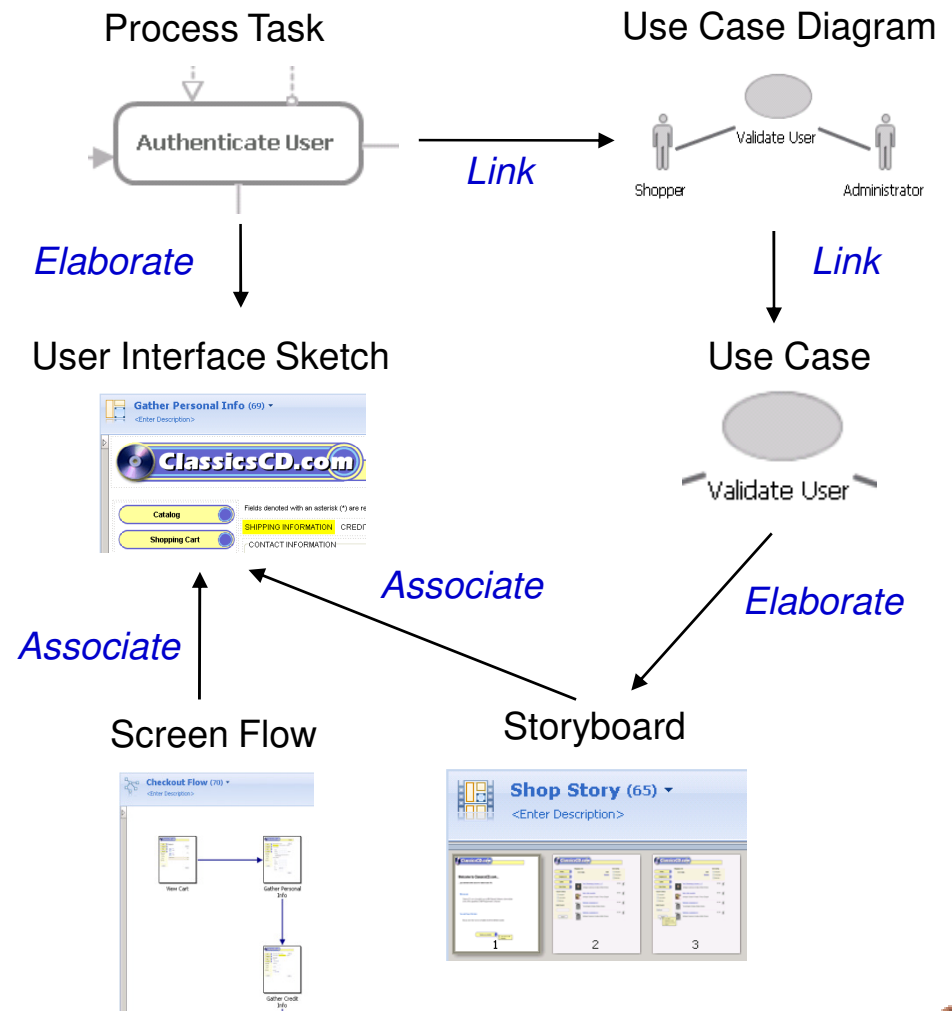 Process Task
Use Case Diagram
Authenticate User
Link
Validate User
Shopper
Administrator
Elaborate
Link
User Interface Sketch
Use Case
Gather Personal Info (69)
<Enter Description>
ClassicsCD.com
Catalog
Fields denoted with an asterisk (*) are re
SHIPPING INFORMATION CREDIT
Shopping Cart
CONTACT INFORMATION
Validate User
Associate
Elaborate
Associate
Screen Flow
Storyboard
Checkout Flow (70)
<Enter Description>
View Cart
Gather Personal
Info
Gather Credit
Info
Shop Story (65)
<Enter Description>
1
2
3